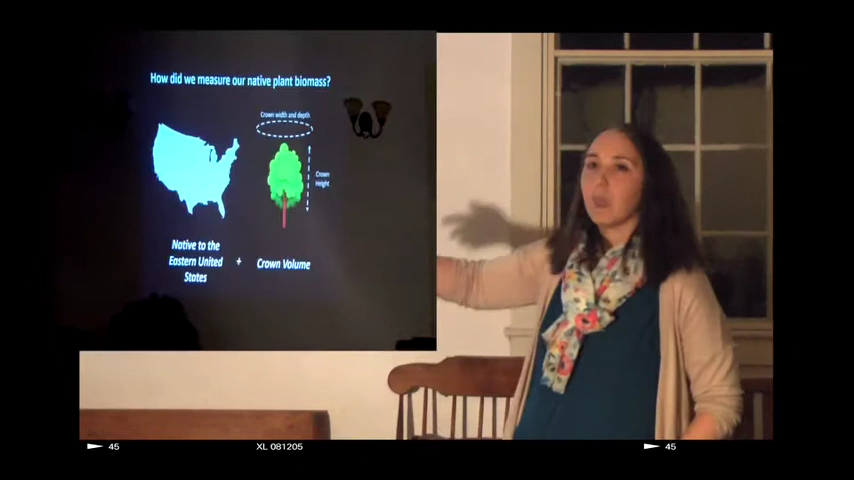 How did we measure our native plant biomass?
Crown width and depth
Crown
Height
Native to the
Eastern United
States
+
Crown Volume
45
XL 081205
45